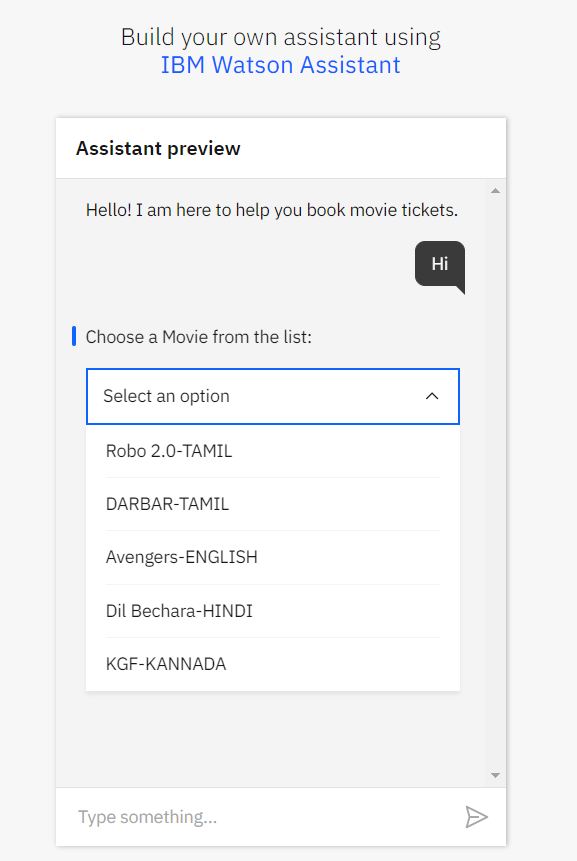 Build your own assistant using
IBM Watson Assistant
Assistant preview
Hello! I am here to help you book movie tickets.
Hi
Choose a Movie from the list:
Select an option
Robo 2.0-TAMIL
DARBAR-TAMIL
Avengers-ENGLISH
Dil Bechara-HINDI
KGF-KANNADA
Type something...